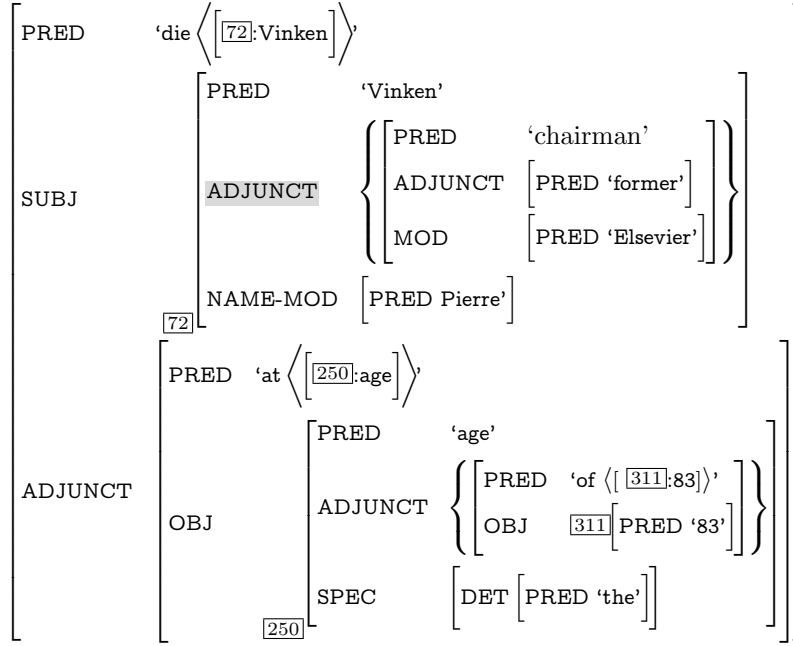 PRED ‘die ⟨[ 72:Vinken]⟩’
PRED ‘Vinken’
PRED ‘chairman’
SUBJ ADJUNCT ADJUNCT [PRED ‘former’]
MOD [PRED ‘Elsevier’]
NAME-MOD [PRED Pierre’]
72
PRED ‘at ⟨[ 250:age]⟩’
PRED ‘age’
PRED ‘of ⟨[ 311:83]⟩’
ADJUNCT OBJ ADJUNCT OBJ 311[PRED ‘83’]
SPEC [DET [PRED ‘the’]]
250